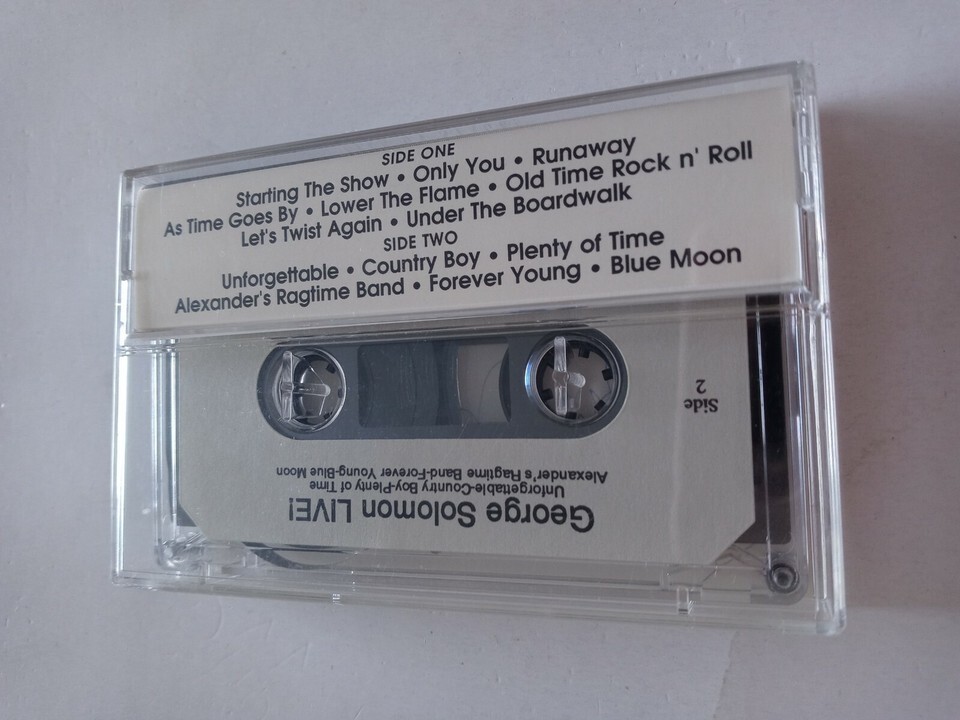 SIDE ONE
Starting The Show • Only You • Runaway
As Time Goes By • Lower The Flame • Old Time Rock n' Roll
Let's Twist Again • Under The Boardwalk
SIDE TWO
Unforgettable • Country Boy • Plenty of Time
Alexander's Ragtime Band • Forever Young • Blue Moon
Side
2
George Solomon LIVE!
Unforgettable-Country Boy-Plenty of Time
Alexander's Ragtime Band-Forever Young-Blue Moon